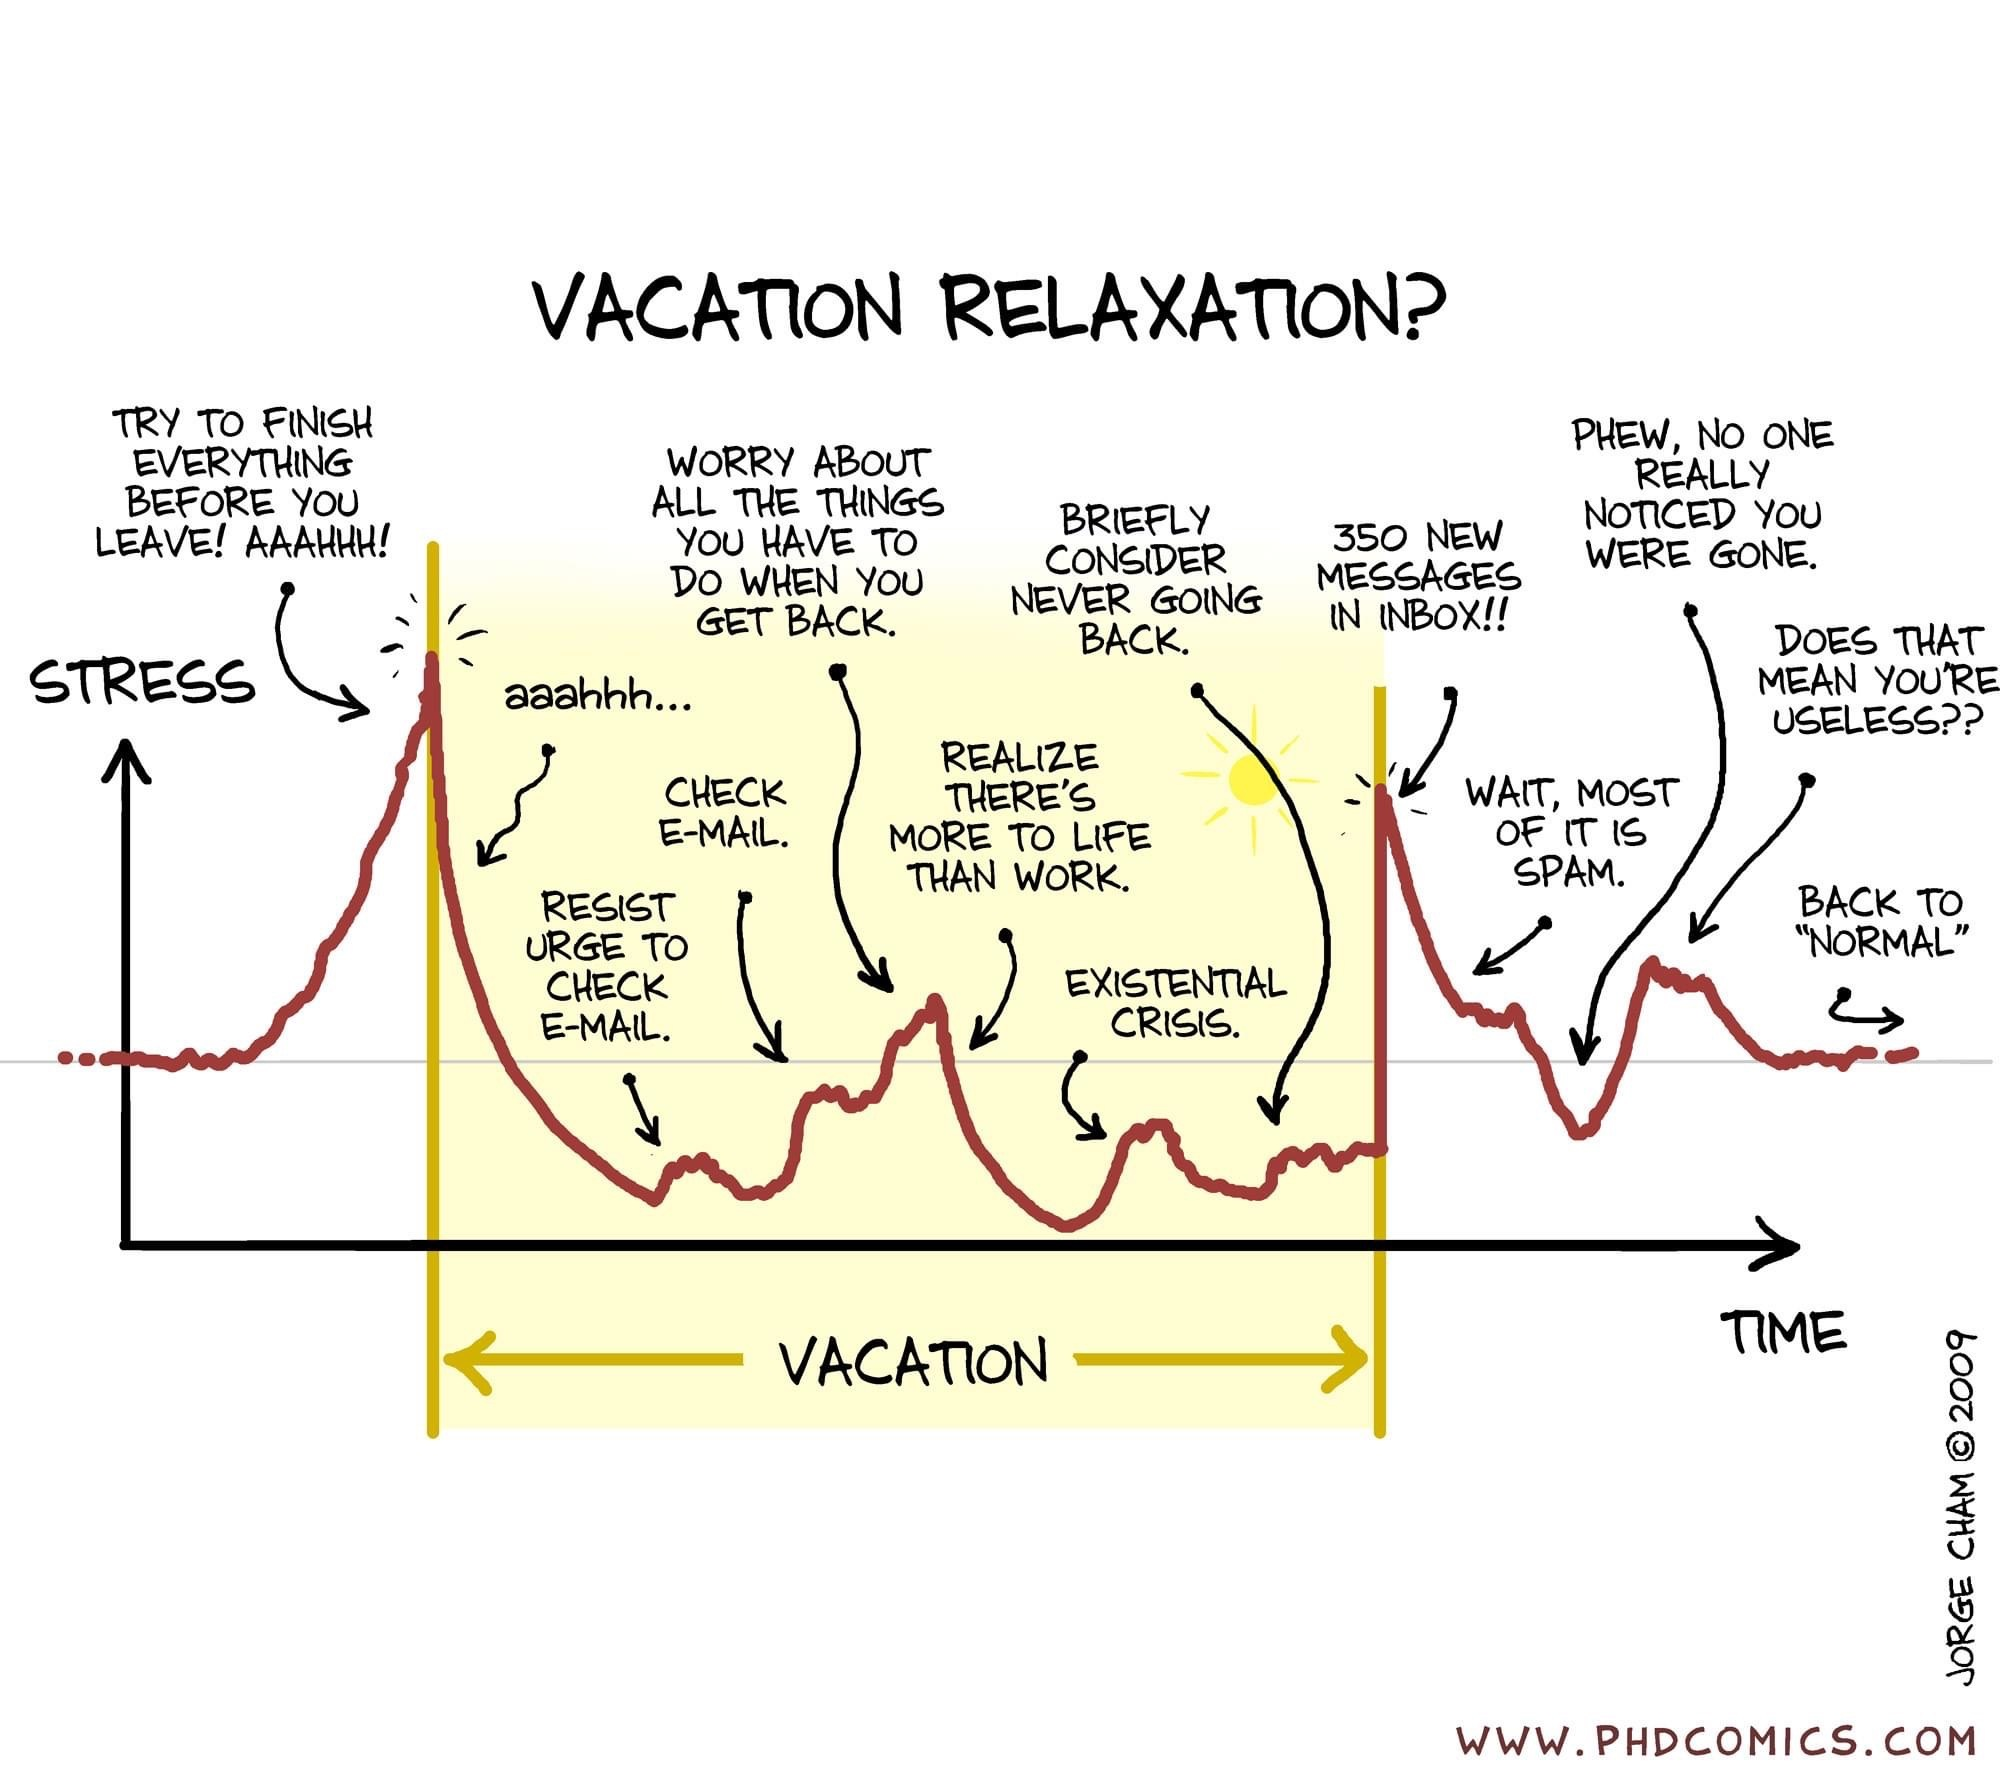 VACATION RELAXATION?
TRY TO FINISH
EVERYTHING
BEFORE YOU
LEAVE! AAAHHH!
STRESS
aaahhh...
RESIST
URGE TO
CHECK
E-MAIL.
CHECK
E-MAIL.
WORRY ABOUT
ALL THE THINGS
YOU HAVE TO
DO WHEN YOU
GET BACK.
REALIZE
THERE'S
MORE TO LIFE
THAN WORK.
EXISTENTIAL
CRISIS.
BRIEFLY
CONSIDER
NEVER GOING
BACK.
350 NEW
MESSAGES
IN INBOX!!
WAIT, MOST
OF IT IS
SPAM.
PHEW, NO ONE
REALLY
NOTICED YOU
WERE GONE.
DOES THAT
MEAN YOU'RE
USELESS??
BACK TO
"NORMAL"
VACATION
TIME
JORGE CHAM © 2009
WWW.PHDCOMICS.COM